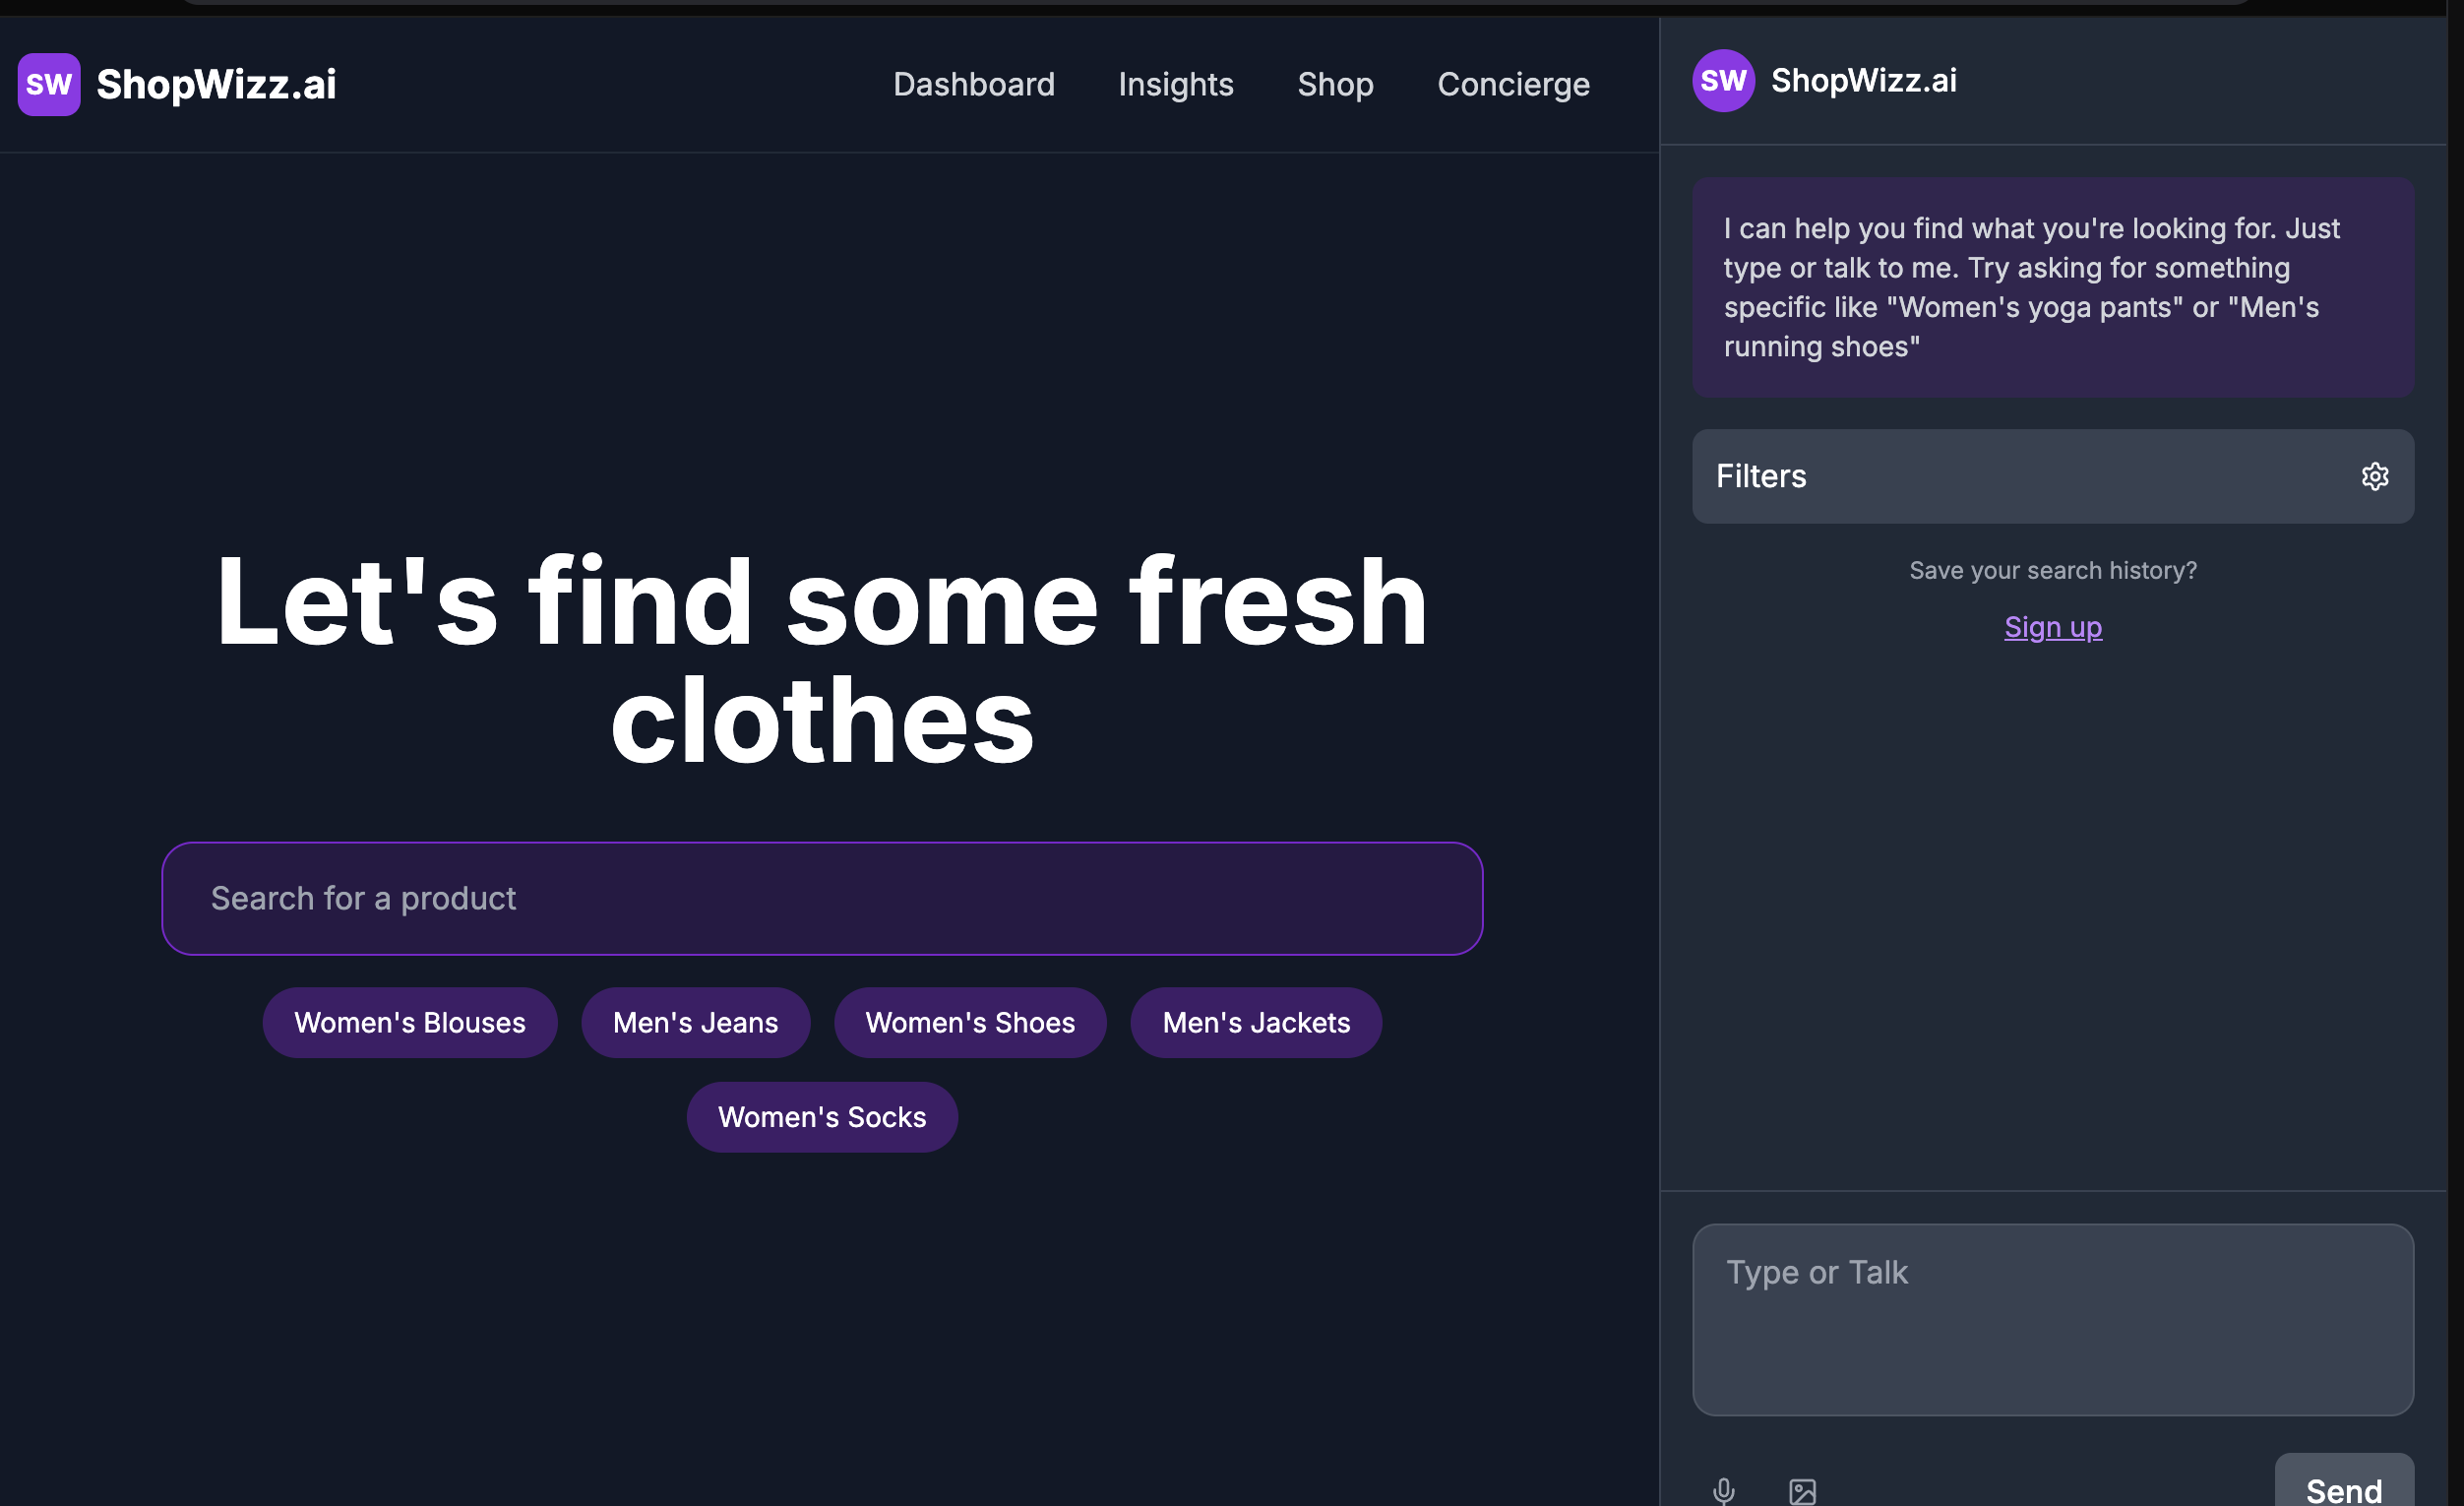 SW ShopWizz.ai
Dashboard Insights Shop Concierge
Let's find some fresh
clothes
Search for a product
Women's Blouses Men's Jeans Women's Shoes Men's Jackets
Women's Socks
SW ShopWizz.ai
I can help you find what you're looking for. Just
type or talk to me. Try asking for something
specific like "Women's yoga pants" or "Men's
running shoes"
Filters
Save your search history?
Sign up
Type or Talk
Send